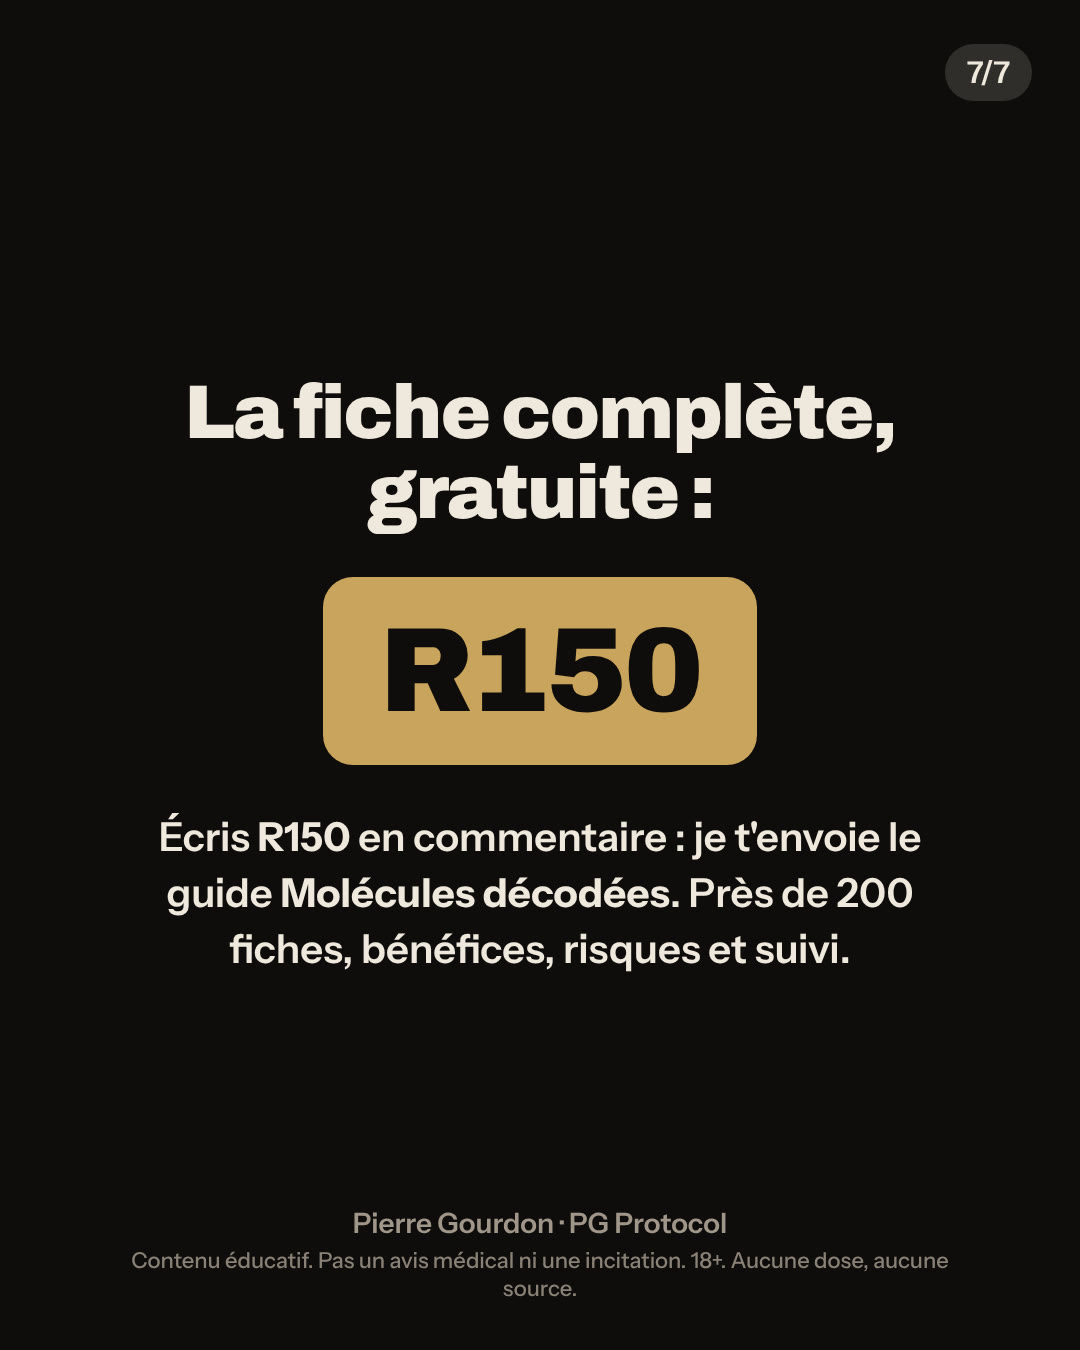 7/7
La fiche complète,
gratuite :
R150
Écris R150 en commentaire : je t'envoie le
guide Molécules décodées. Près de 200
fiches, bénéfices, risques et suivi.
Pierre Gourdon · PG Protocol
Contenu éducatif. Pas un avis médical ni une incitation. 18+. Aucune dose, aucune
source.